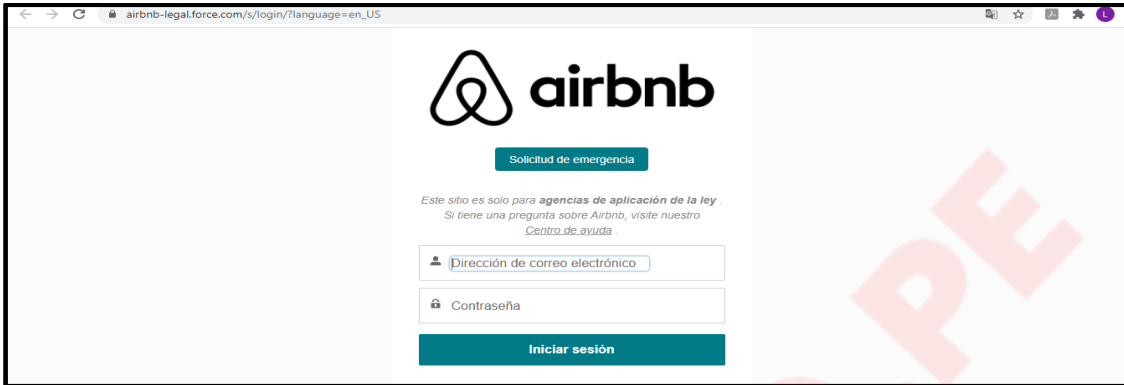 airbnb-legal.force.com/s/login/?language=en_US
L
airbnb
Solicitud de emergencia
Este sitio es solo para agencias de aplicación de la ley .
Si tiene una pregunta sobre Airbnb, visite nuestro
Centro de ayuda .
Dirección de correo electrónico
Contraseña
Iniciar sesión
OPE